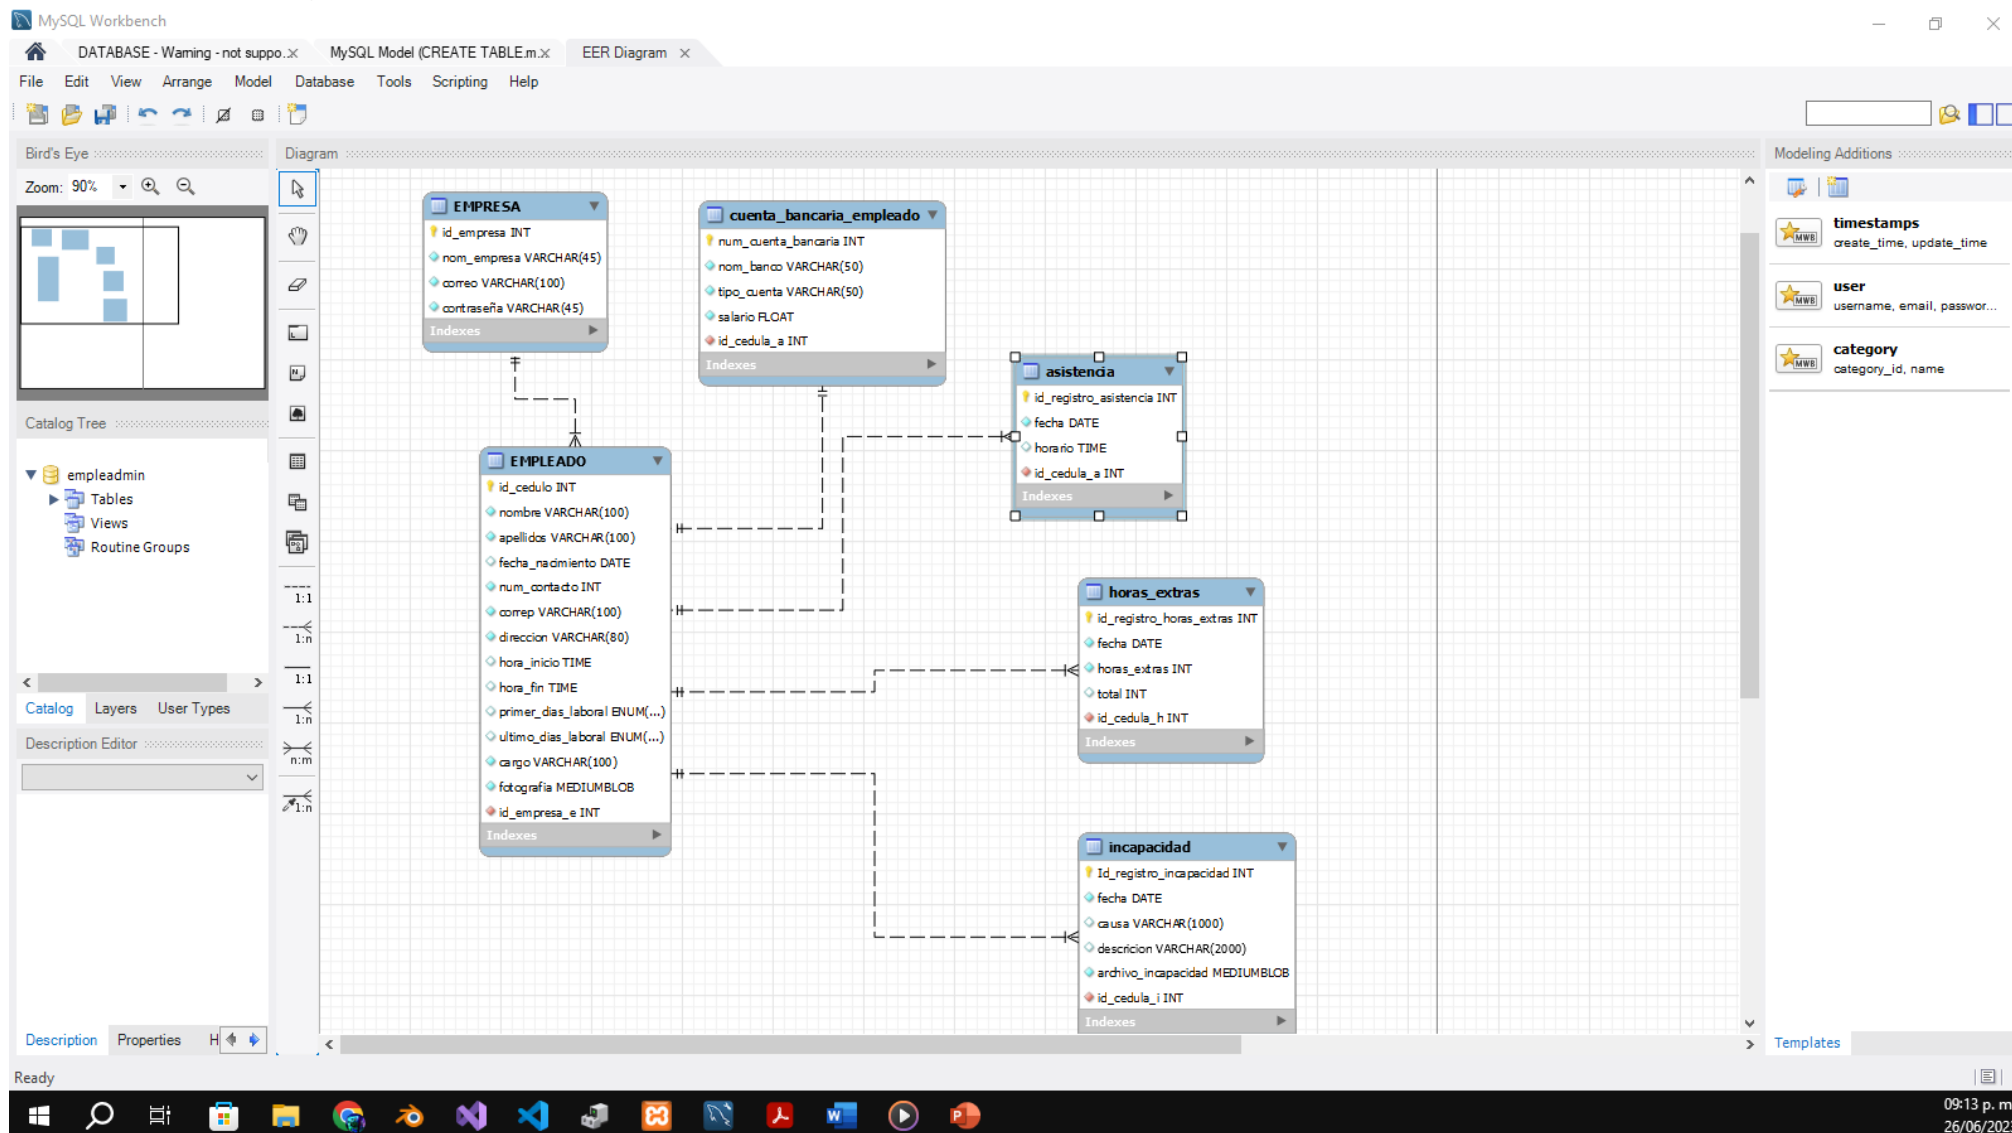 MySQL Workbench
DATABASE - Warning - not suppo.. MySQL Model (CREATE TABLE.m. EER Diagram
File Edit View Arrange Model Database Tools Scripting Help
Bird's Eye
Zoom: 90%
Catalog Tree
empleadmin
Tables
Views
Routine Groups
Catalog Layers User Types
Description Editor
Description Properties H
Ready
Diagram
1:1
1:n
1:1
1:n
n:m
1:n
EMPRESA
id_empresa INT
nom_empresa VARCHAR(45)
correo VARCHAR(100)
contraseña VARCHAR(45)
Indexes
cuenta_bancaria_empleado
num_cuenta_bancaria INT
nom_banco VARCHAR(50)
tipo_cuenta VARCHAR(50)
salario FLOAT
id_cedula_a INT
Indexes
asistencia
id_registro_asistencia INT
fecha DATE
horario TIME
id_cedula_a INT
Indexes
EMPLEADO
id_cedulo INT
nombre VARCHAR(100)
apellidos VARCHAR(100)
fecha_nacimiento DATE
num_contacto INT
correp VARCHAR(100)
direccion VARCHAR(80)
hora_inicio TIME
hora_fin TIME
primer_dias_laboral ENUM(...)
ultimo_dias_laboral ENUM(...)
cargo VARCHAR(100)
fotografia MEDIUMBLOB
id_empresa_e INT
Indexes
horas_extras
id_registro_horas_extras INT
fecha DATE
horas_extras INT
total INT
id_cedula_h INT
Indexes
incapacidad
Id_registro_incapacidad INT
fecha DATE
causa VARCHAR(1000)
descricion VARCHAR(2000)
archivo_incapacidad MEDIUMBLOB
id_cedula_i INT
Indexes
Modeling Additions
MWB
timestamps
create_time, update_time
MWB
user
username, email, passwor...
MWB
category
category_id, name
Templates
09:13 p. m
26/06/202